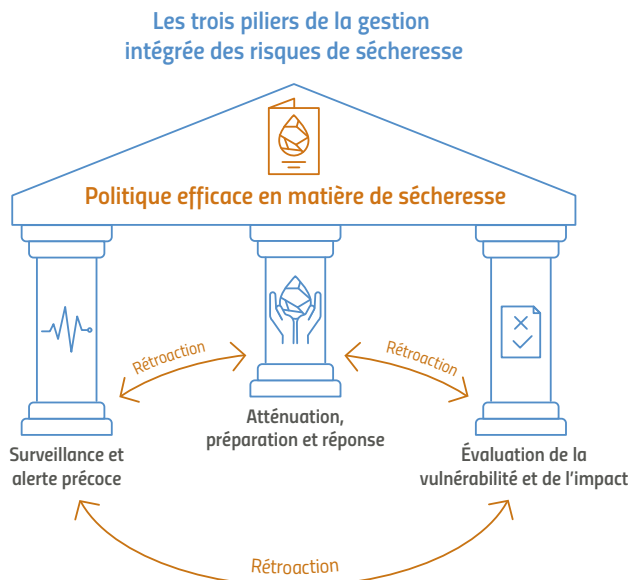 Les trois piliers de la gestion
intégrée des risques de sécheresse
Politique efficace en matière de sécheresse
Rétroaction
Rétroaction
Atténuation,
préparation et réponse
Surveillance et
alerte précoce
Évaluation de la
vulnérabilité et de l'impact
Rétroaction